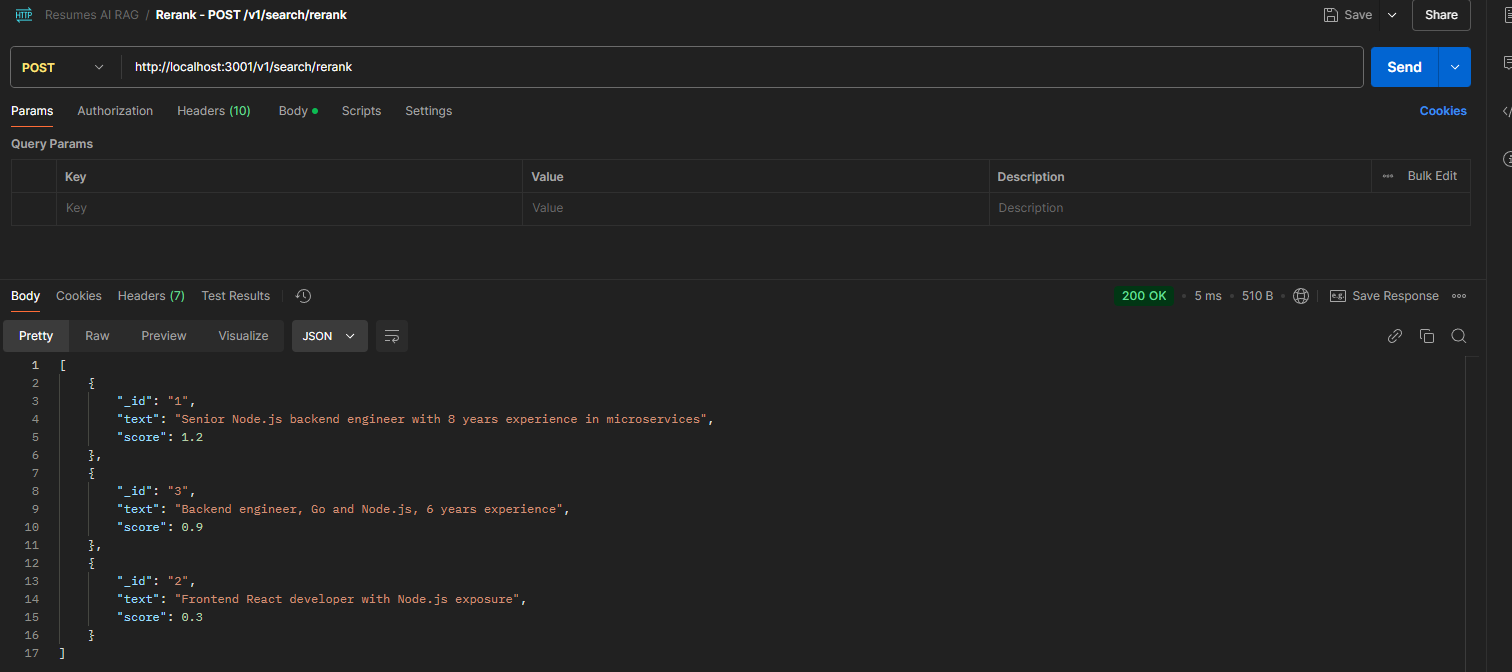 HTTP Resumes AI RAG / Rerank - POST /v1/search/rerank Save Share
POST http://localhost:3001/v1/search/rerank Send
Params Authorization Headers (10) Body Scripts Settings Cookies
Query Params
Key Value Description Bulk Edit
Key Value Description
Body Cookies Headers (7) Test Results 200 OK 5 ms 510 B e.g. Save Response
Pretty Raw Preview Visualize JSON
1 [
2 {
3 "_id": "1",
4 "text": "Senior Node.js backend engineer with 8 years experience in microservices",
5 "score": 1.2
6 },
7 {
8 "_id": "3",
9 "text": "Backend engineer, Go and Node.js, 6 years experience",
10 "score": 0.9
11 },
12 {
13 "_id": "2",
14 "text": "Frontend React developer with Node.js exposure",
15 "score": 0.3
16 }
17 ]